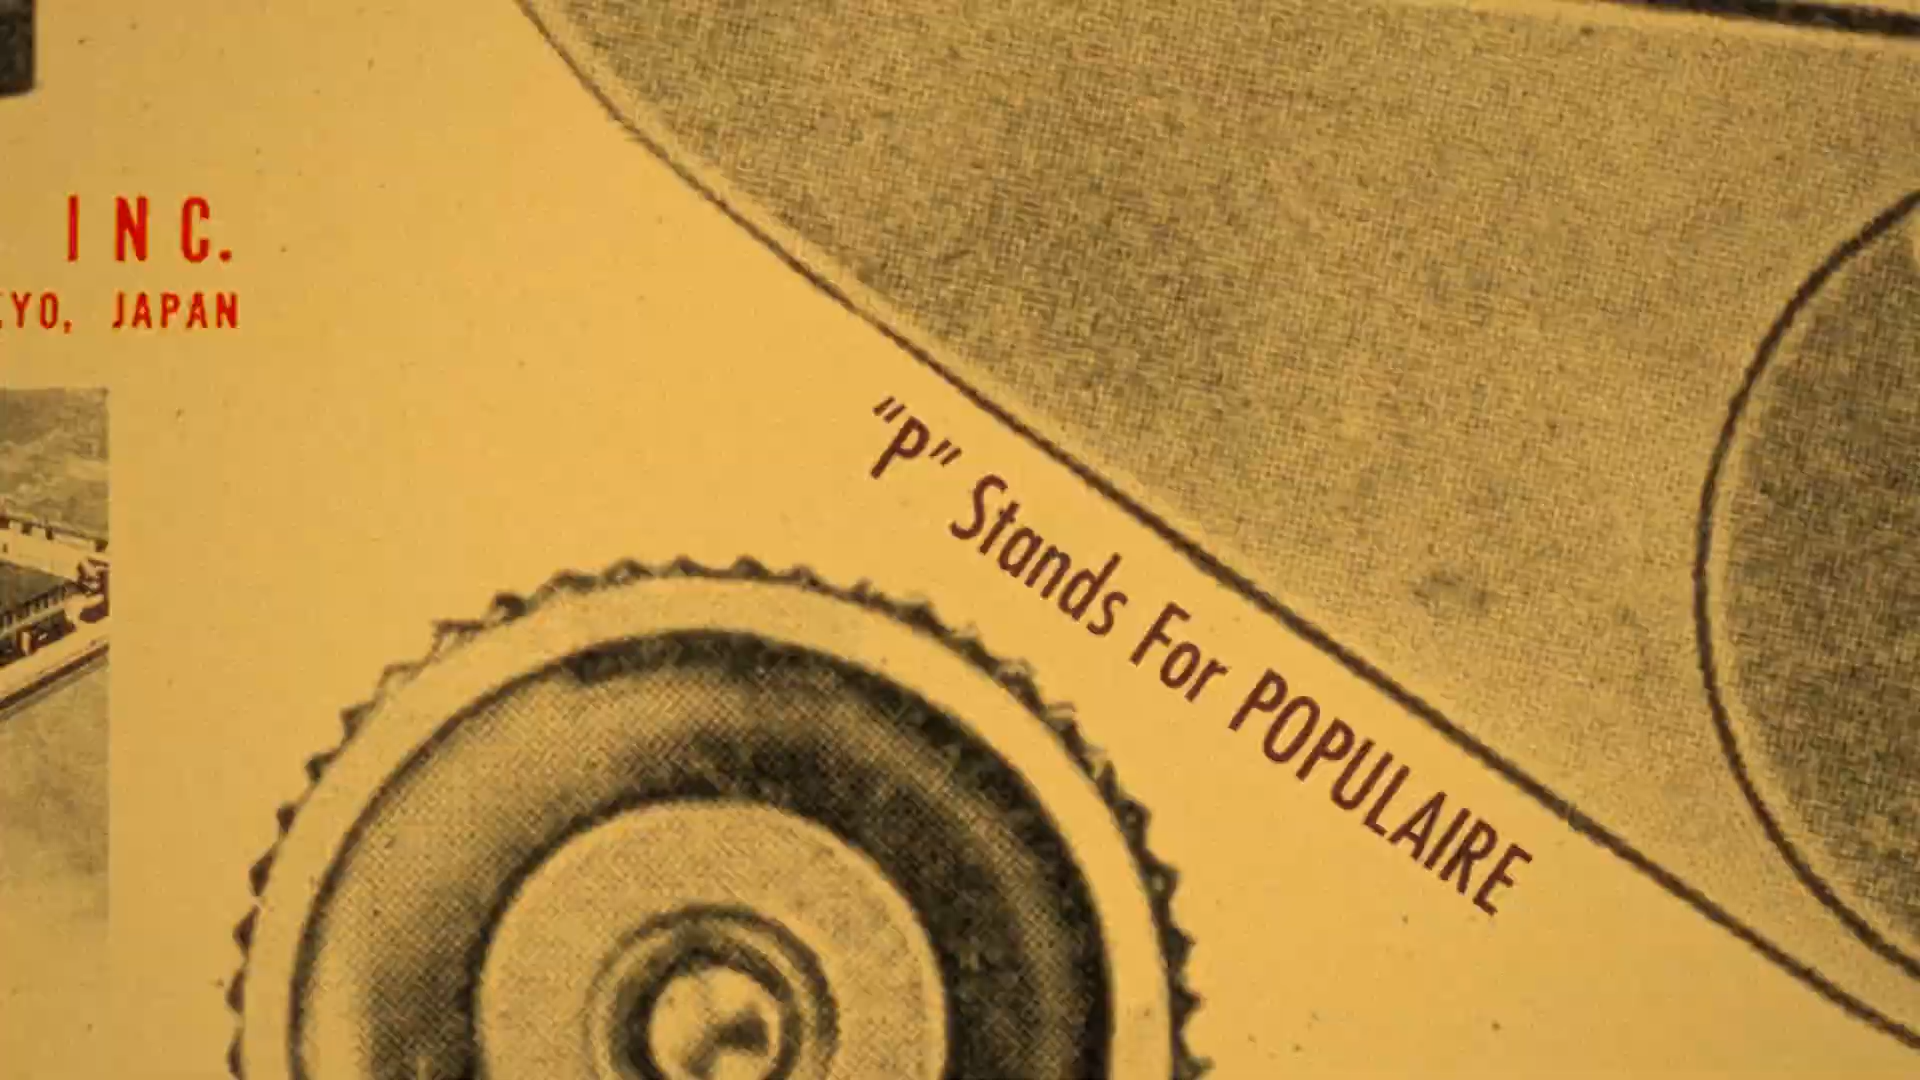 INC.
YO, JAPAN
“P” Stands For POPULAIRE